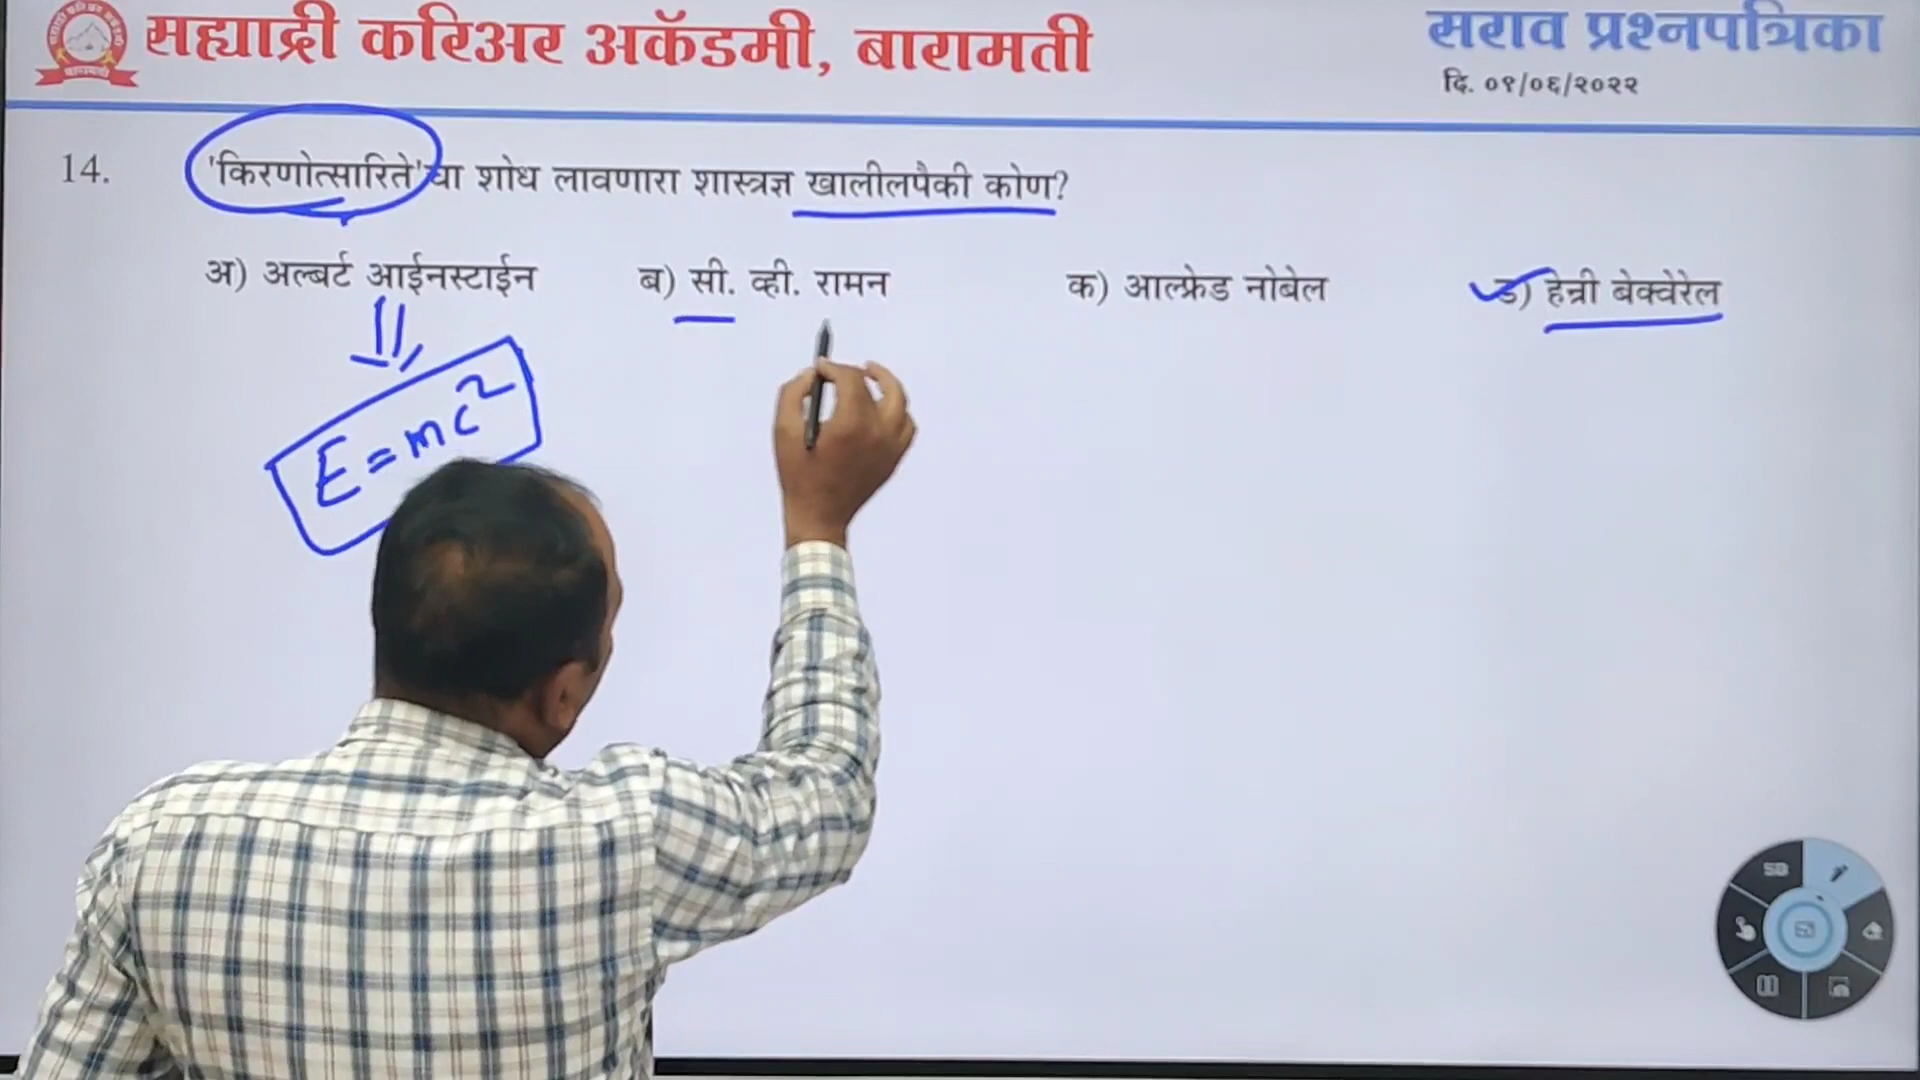 सह्याद्री करिअर अकॅडमी, बारामती
सराव प्रश्नपत्रिका
दि. ०९/०६/२०२२
14. 'किरणोत्सारिते' चा शोध लावणारा शास्त्रज्ञ खालीलपैकी कोण?
अ) अल्बर्ट आईनस्टाईन ब) सी. व्ही. रामन क) आल्फ्रेड नोबेल ड) हेन्री बेक्वेरेल
E = mc²